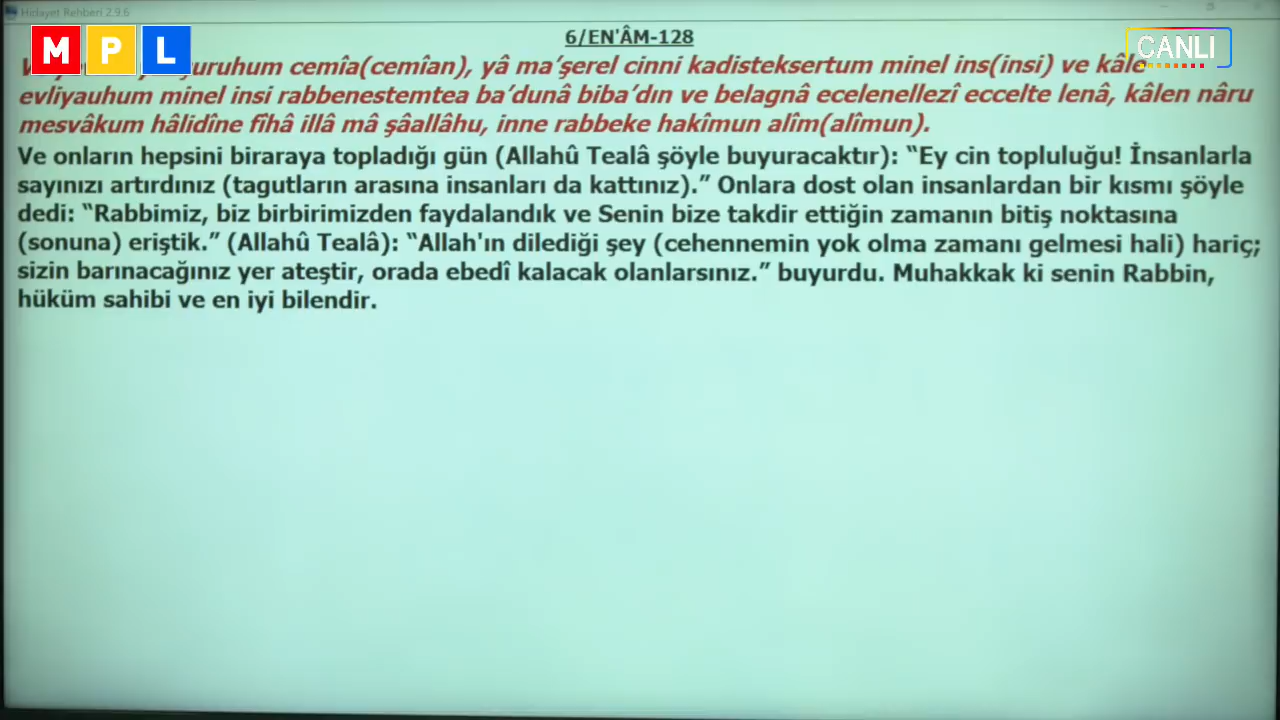 Hidayet Rehberi 2.9.6
MPL
CANLI
6/EN'ÂM-128
uruhum cemîa(cemîan), yâ ma’şerel cinni kadisteksertum minel ins(insi) ve kâle
evliyauhum minel insi rabbenestemtea ba’dunâ biba’dın ve belagnâ ecelenellezî eccelte lenâ, kâlen nâru
mesvâkum hâlidîne fîhâ illâ mâ şâallâhu, inne rabbeke hakîmun alîm(alîmun).
Ve onların hepsini biraraya topladığı gün (Allahû Tealâ şöyle buyuracaktır): “Ey cin topluluğu! İnsanlarla
sayınızı artırdınız (tagutların arasına insanları da kattınız).” Onlara dost olan insanlardan bir kısmı şöyle
dedi: “Rabbimiz, biz birbirimizden faydalandık ve Senin bize takdir ettiğin zamanın bitiş noktasına
(sonuna) eriştik.” (Allahû Tealâ): “Allah'ın dilediği şey (cehennemin yok olma zamanı gelmesi hali) hariç;
sizin barınacağınız yer ateştir, orada ebedî kalacak olanlarsınız.” buyurdu. Muhakkak ki senin Rabbin,
hüküm sahibi ve en iyi bilendir.